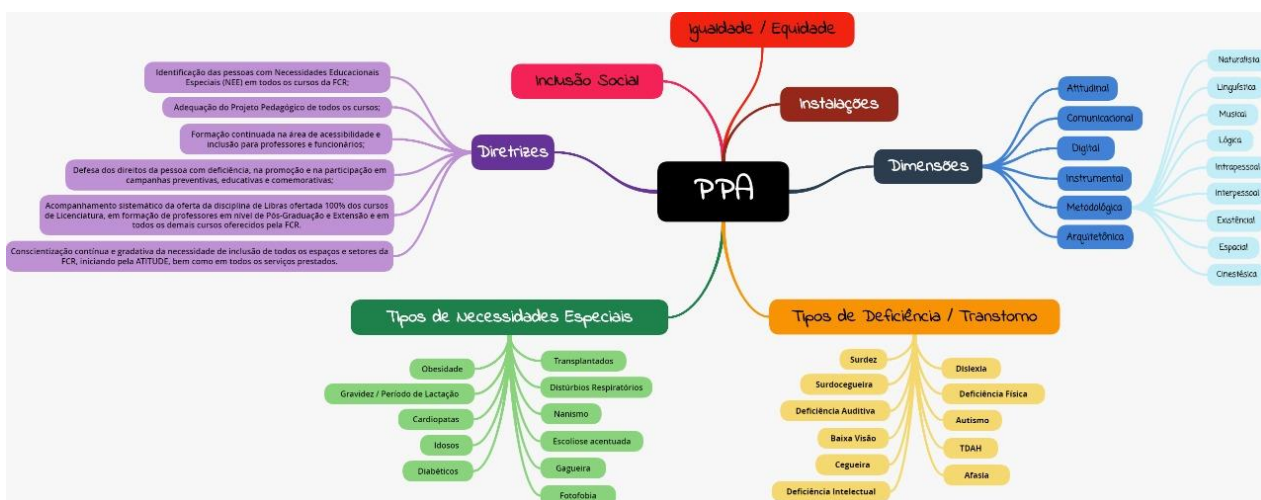 Igualdade / Equidade
Inclusão Social
Instalações
PPA
Diretrizes
Identificação das pessoas com Necessidades Educacionais
Especiais (NEE) em todos os cursos da FCR;
Adequação do Projeto Pedagógico de todos os cursos;
Formação continuada na área de acessibilidade e
inclusão para professores e funcionários;
Defesa dos direitos da pessoa com deficiência, na promoção e na participação em
campanhas preventivas, educativas e comemorativas;
Acompanhamento sistemático da oferta da disciplina de Libras ofertada 100% dos cursos
de Licenciatura, em formação de professores em nível de Pós-Graduação e Extensão e em
todos os demais cursos oferecidos pela FCR.
Conscientização contínua e gradativa da necessidade de inclusão de todos os espaços e setores da
FCR, iniciando pela ATITUDE, bem como em todos os serviços prestados.
Dimensões
Atitudinal
Comunicacional
Digital
Instrumental
Metodológica
Arquitetônica
Naturalista
Linguística
Musical
Lógica
Intrapessoal
Interpessoal
Existêncial
Espacial
Cinestésica
Tipos de Necessidades Especiais
Obesidade
Gravidez / Período de Lactação
Cardiopatas
Idosos
Diabéticos
Transplantados
Distúrbios Respiratórios
Nanismo
Escoliose acentuada
Gagueira
Fotofobia
Tipos de Deficiência / Transtorno
Surdez
Surdocegueira
Deficiência Auditiva
Baixa Visão
Cegueira
Deficiência Intelectual
Dislexia
Deficiência Física
Autismo
TDAH
Afasia